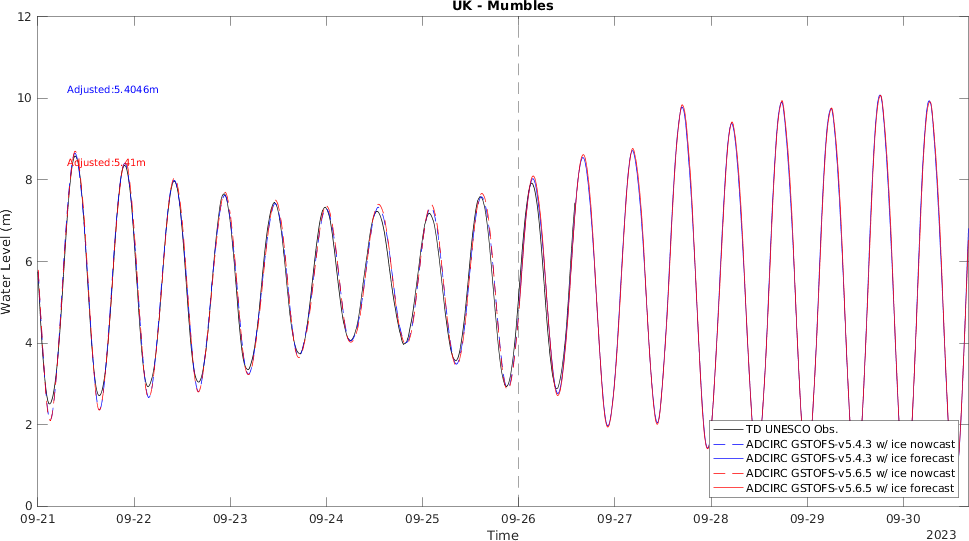 UK - Mumbles
12
10
8
6
4
2
0
Water Level (m)
Adjusted:5.4046m
Adjusted:5.41m
TD UNESCO Obs.
ADCIRC GSTOFS-v5.4.3 w/ ice nowcast
ADCIRC GSTOFS-v5.4.3 w/ ice forecast
ADCIRC GSTOFS-v5.6.5 w/ ice nowcast
ADCIRC GSTOFS-v5.6.5 w/ ice forecast
09-21 09-22 09-23 09-24 09-25 09-26 09-27 09-28 09-29 09-30
Time
2023